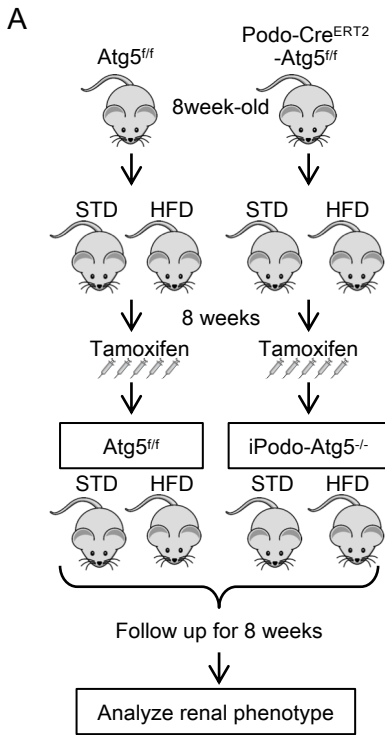 A
Atg5f/f
Podo-CreERT2
-Atg5f/f
8week-old
STD HFD STD HFD
8 weeks
Tamoxifen Tamoxifen
Atg5f/f iPodo-Atg5-/-
STD HFD STD HFD
Follow up for 8 weeks
Analyze renal phenotype